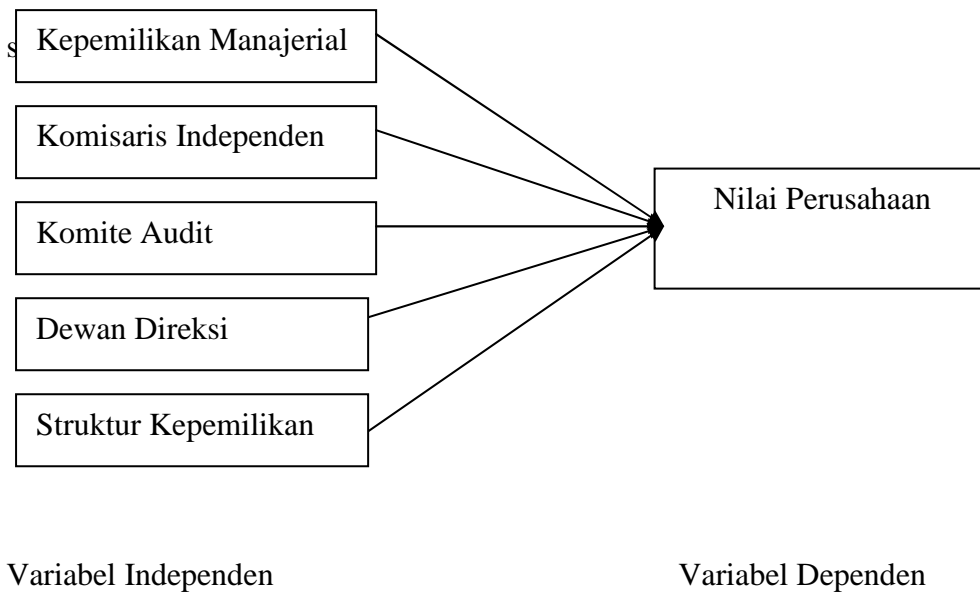 s
Kepemilikan Manajerial
Komisaris Independen
Komite Audit
Dewan Direksi
Struktur Kepemilikan
Nilai Perusahaan
Variabel Independen
Variabel Dependen